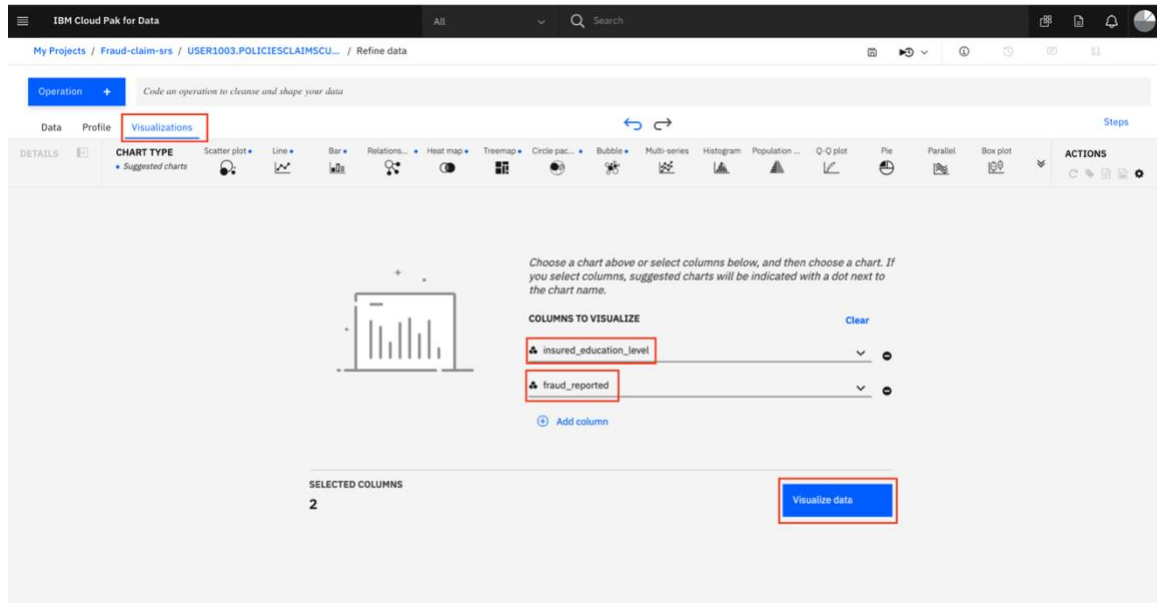 IBM Cloud Pak for Data
All
Search
My Projects / Fraud-claim-srs / USER1003.POLICIESCLAIMSCU... / Refine data
Operation +
Code an operation to cleanse and shape your data
Data Profile Visualizations
Steps
DETAILS
CHART TYPE
• Suggested charts
Scatter plot • Line • Bar • Relations... • Heat map • Treemap • Circle pac... • Bubble • Multi-series Histogram Population ... Q-Q plot Pie Parallel Box plot
ACTIONS
Choose a chart above or select columns below, and then choose a chart. If
you select columns, suggested charts will be indicated with a dot next to
the chart name.
COLUMNS TO VISUALIZE Clear
insured_education_level
fraud_reported
Add column
SELECTED COLUMNS
2
Visualize data